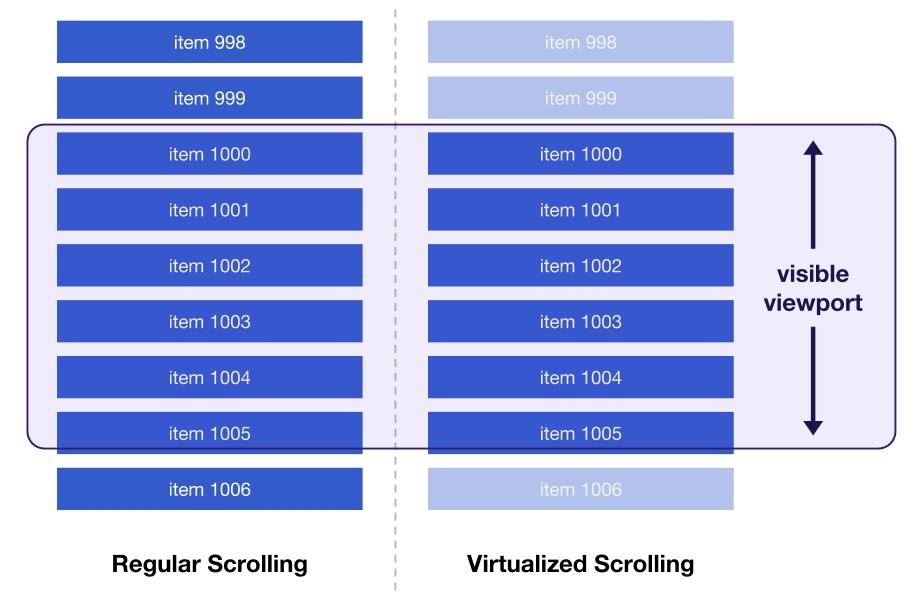 item 998
item 999
item 1000
item 1001
item 1002
item 1003
item 1004
item 1005
item 1006
Regular Scrolling
item 998
item 999
item 1000
item 1001
item 1002
item 1003
item 1004
item 1005
item 1006
Virtualized Scrolling
visible
viewport